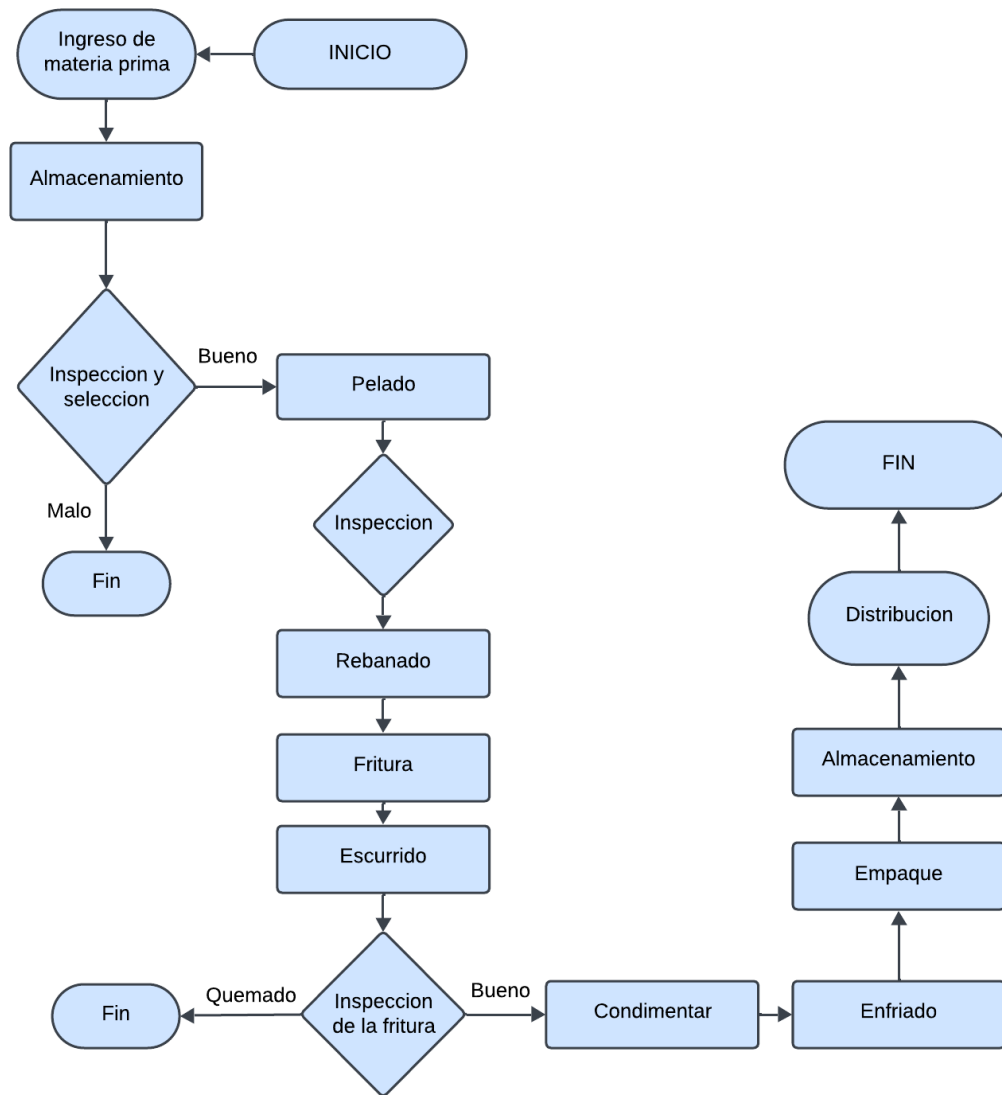 INICIO
Ingreso de
materia prima
Almacenamiento
Inspeccion y
seleccion
Bueno
Malo
Fin
Pelado
Inspeccion
Rebanado
Fritura
Escurrido
Inspeccion
de la fritura
Quemado
Fin
Bueno
Condimentar
Enfriado
Empaque
Almacenamiento
Distribucion
FIN